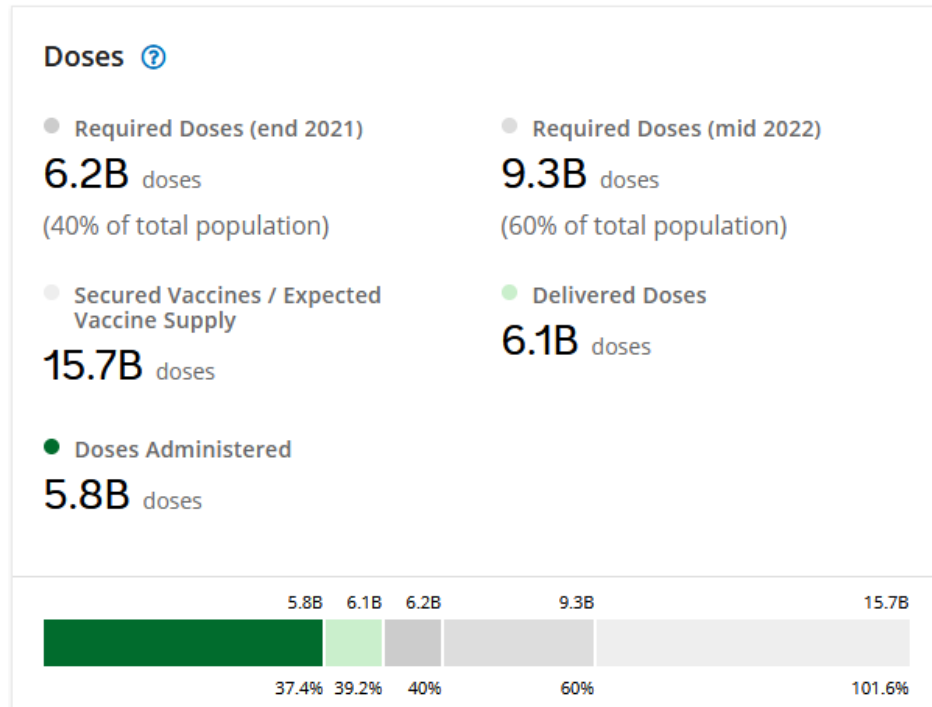 Doses ?
Required Doses (end 2021)
6.2B doses
(40% of total population)
Required Doses (mid 2022)
9.3B doses
(60% of total population)
Secured Vaccines / Expected
Vaccine Supply
15.7B doses
Delivered Doses
6.1B doses
Doses Administered
5.8B doses
5.8B 6.1B 6.2B 9.3B 15.7B
37.4% 39.2% 40% 60% 101.6%